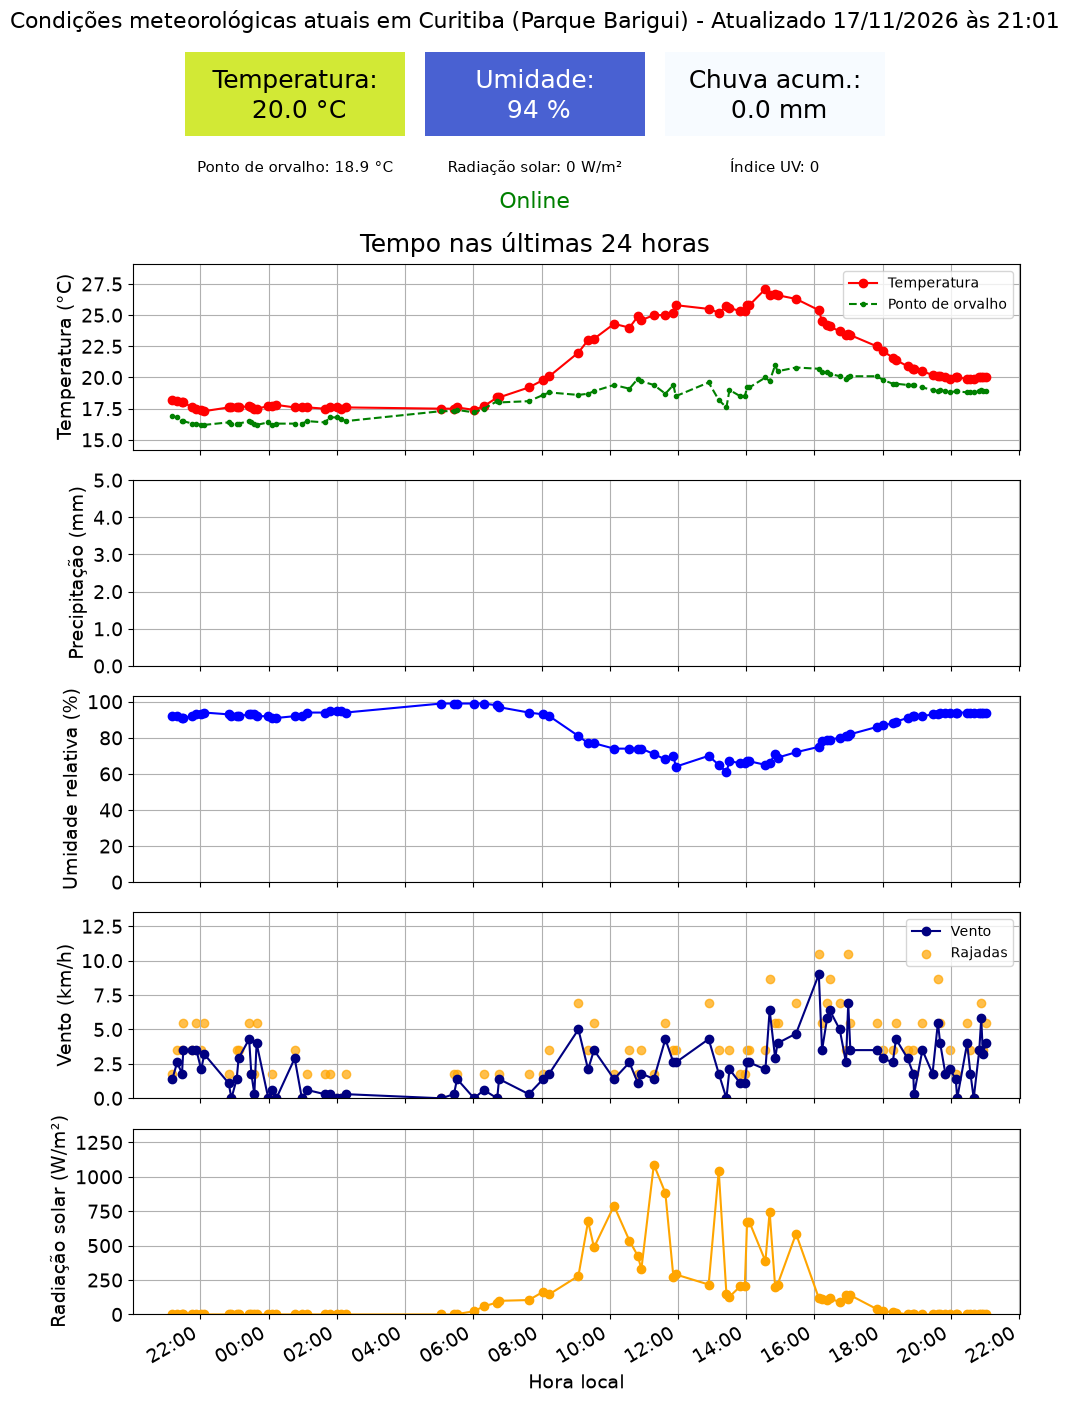 Condições meteorológicas atuais em Curitiba (Parque Barigui) - Atualizado 17/11/2026 às 21:01
Temperatura:
20.0 °C
Umidade:
94 %
Chuva acum.:
0.0 mm
Ponto de orvalho: 18.9 °C
Radiação solar: 0 W/m²
Índice UV: 0
Online
Tempo nas últimas 24 horas
Temperatura (°C)
27.5
25.0
22.5
20.0
17.5
15.0
Temperatura
Ponto de orvalho
Precipitação (mm)
5.0
4.0
3.0
2.0
1.0
0.0
Umidade relativa (%)
100
80
60
40
20
0
Vento (km/h)
12.5
10.0
7.5
5.0
2.5
0.0
Vento
Rajadas
Radiação solar (W/m²)
1250
1000
750
500
250
0
22:00 00:00 02:00 04:00 06:00 08:00 10:00 12:00 14:00 16:00 18:00 20:00 22:00
Hora local